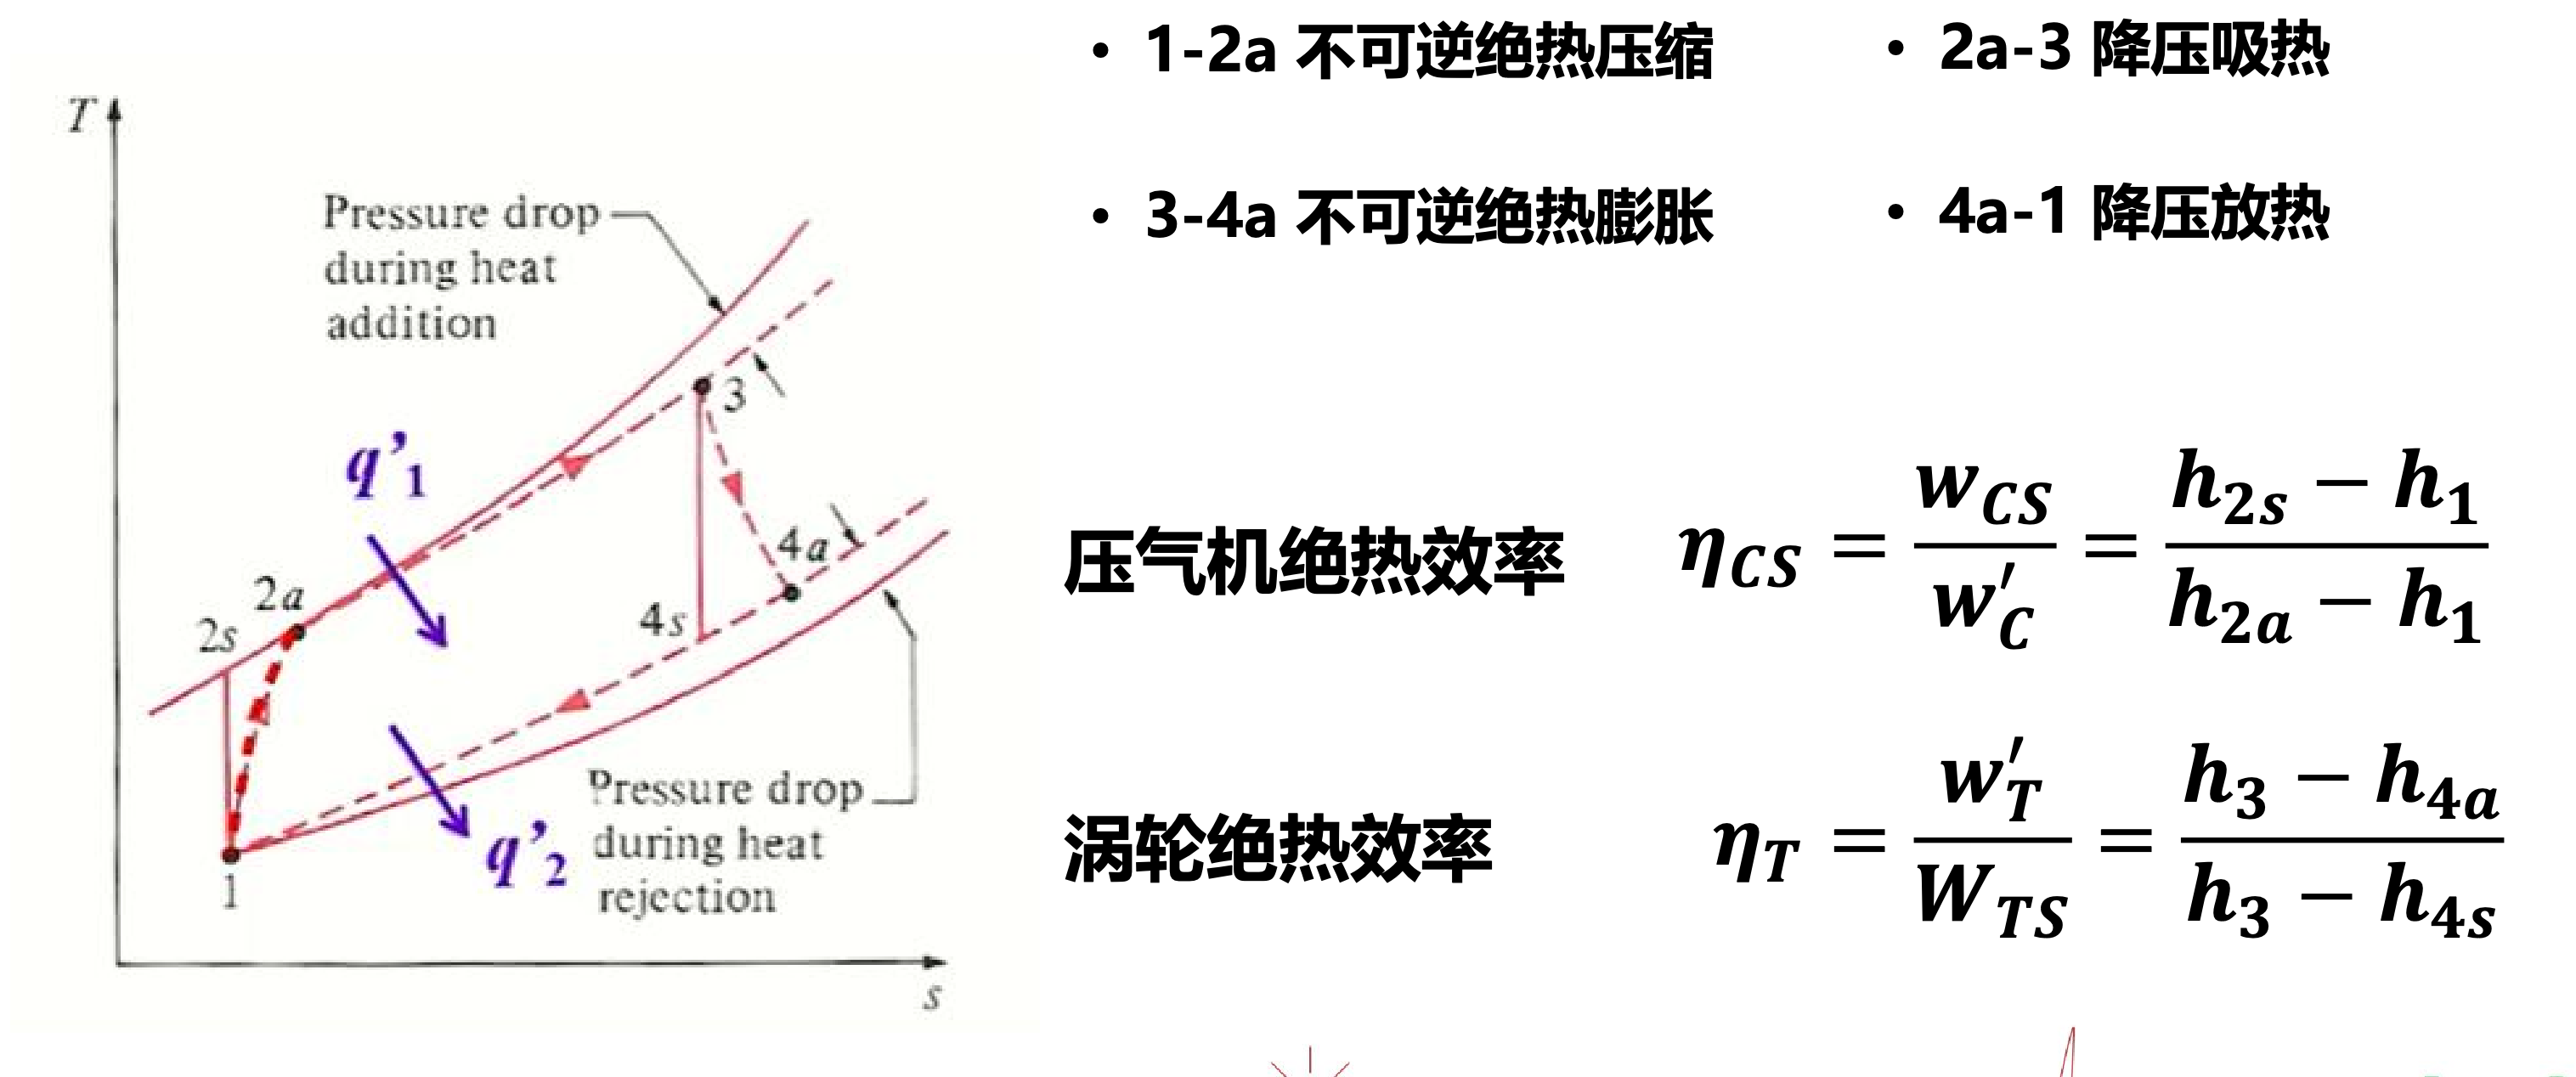 • 1-2a 不可逆绝热压缩
• 2a-3 降压吸热
• 3-4a 不可逆绝热膨胀
• 4a-1 降压放热
T
Pressure drop
during heat
addition
3
q’₁
4a
2a
2s
4s
1
q’₂
Pressure drop
during heat
rejection
s
压气机绝热效率 η_CS = w_CS / w'_C = (h_2s − h_1) / (h_2a − h_1)
涡轮绝热效率 η_T = w'_T / W_TS = (h_3 − h_4a) / (h_3 − h_4s)